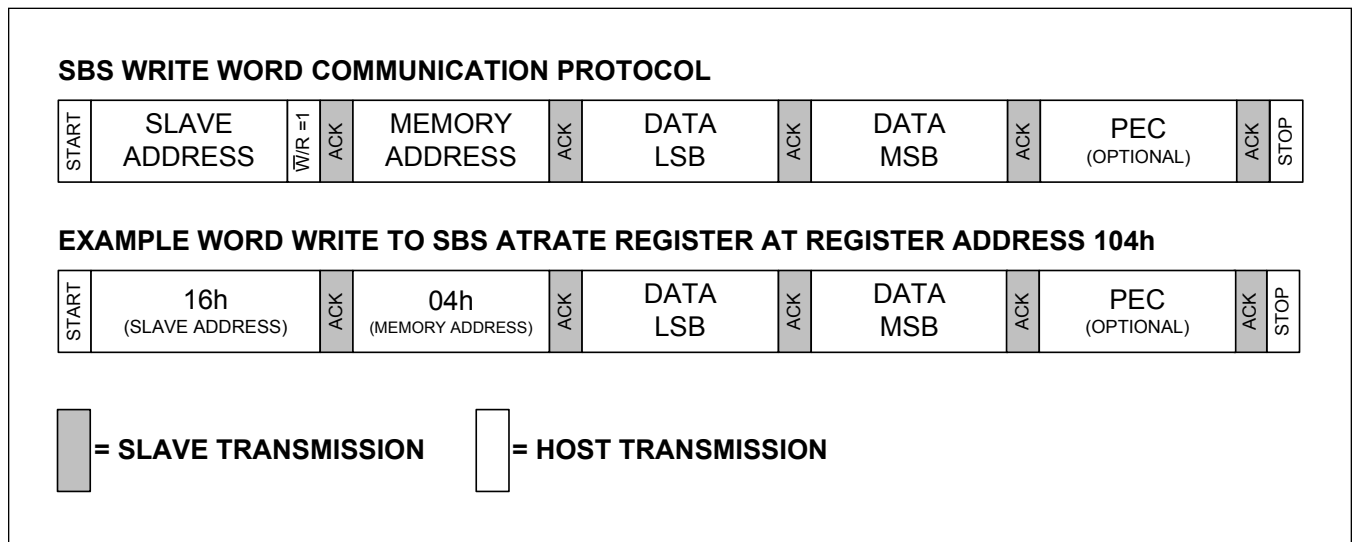 SBS WRITE WORD COMMUNICATION PROTOCOL
START
SLAVE
ADDRESS
W̅/R =1
ACK
MEMORY
ADDRESS
ACK
DATA
LSB
ACK
DATA
MSB
ACK
PEC
(OPTIONAL)
ACK
STOP
EXAMPLE WORD WRITE TO SBS ATRATE REGISTER AT REGISTER ADDRESS 104h
START
16h
(SLAVE ADDRESS)
ACK
04h
(MEMORY ADDRESS)
ACK
DATA
LSB
ACK
DATA
MSB
ACK
PEC
(OPTIONAL)
ACK
STOP
= SLAVE TRANSMISSION
= HOST TRANSMISSION